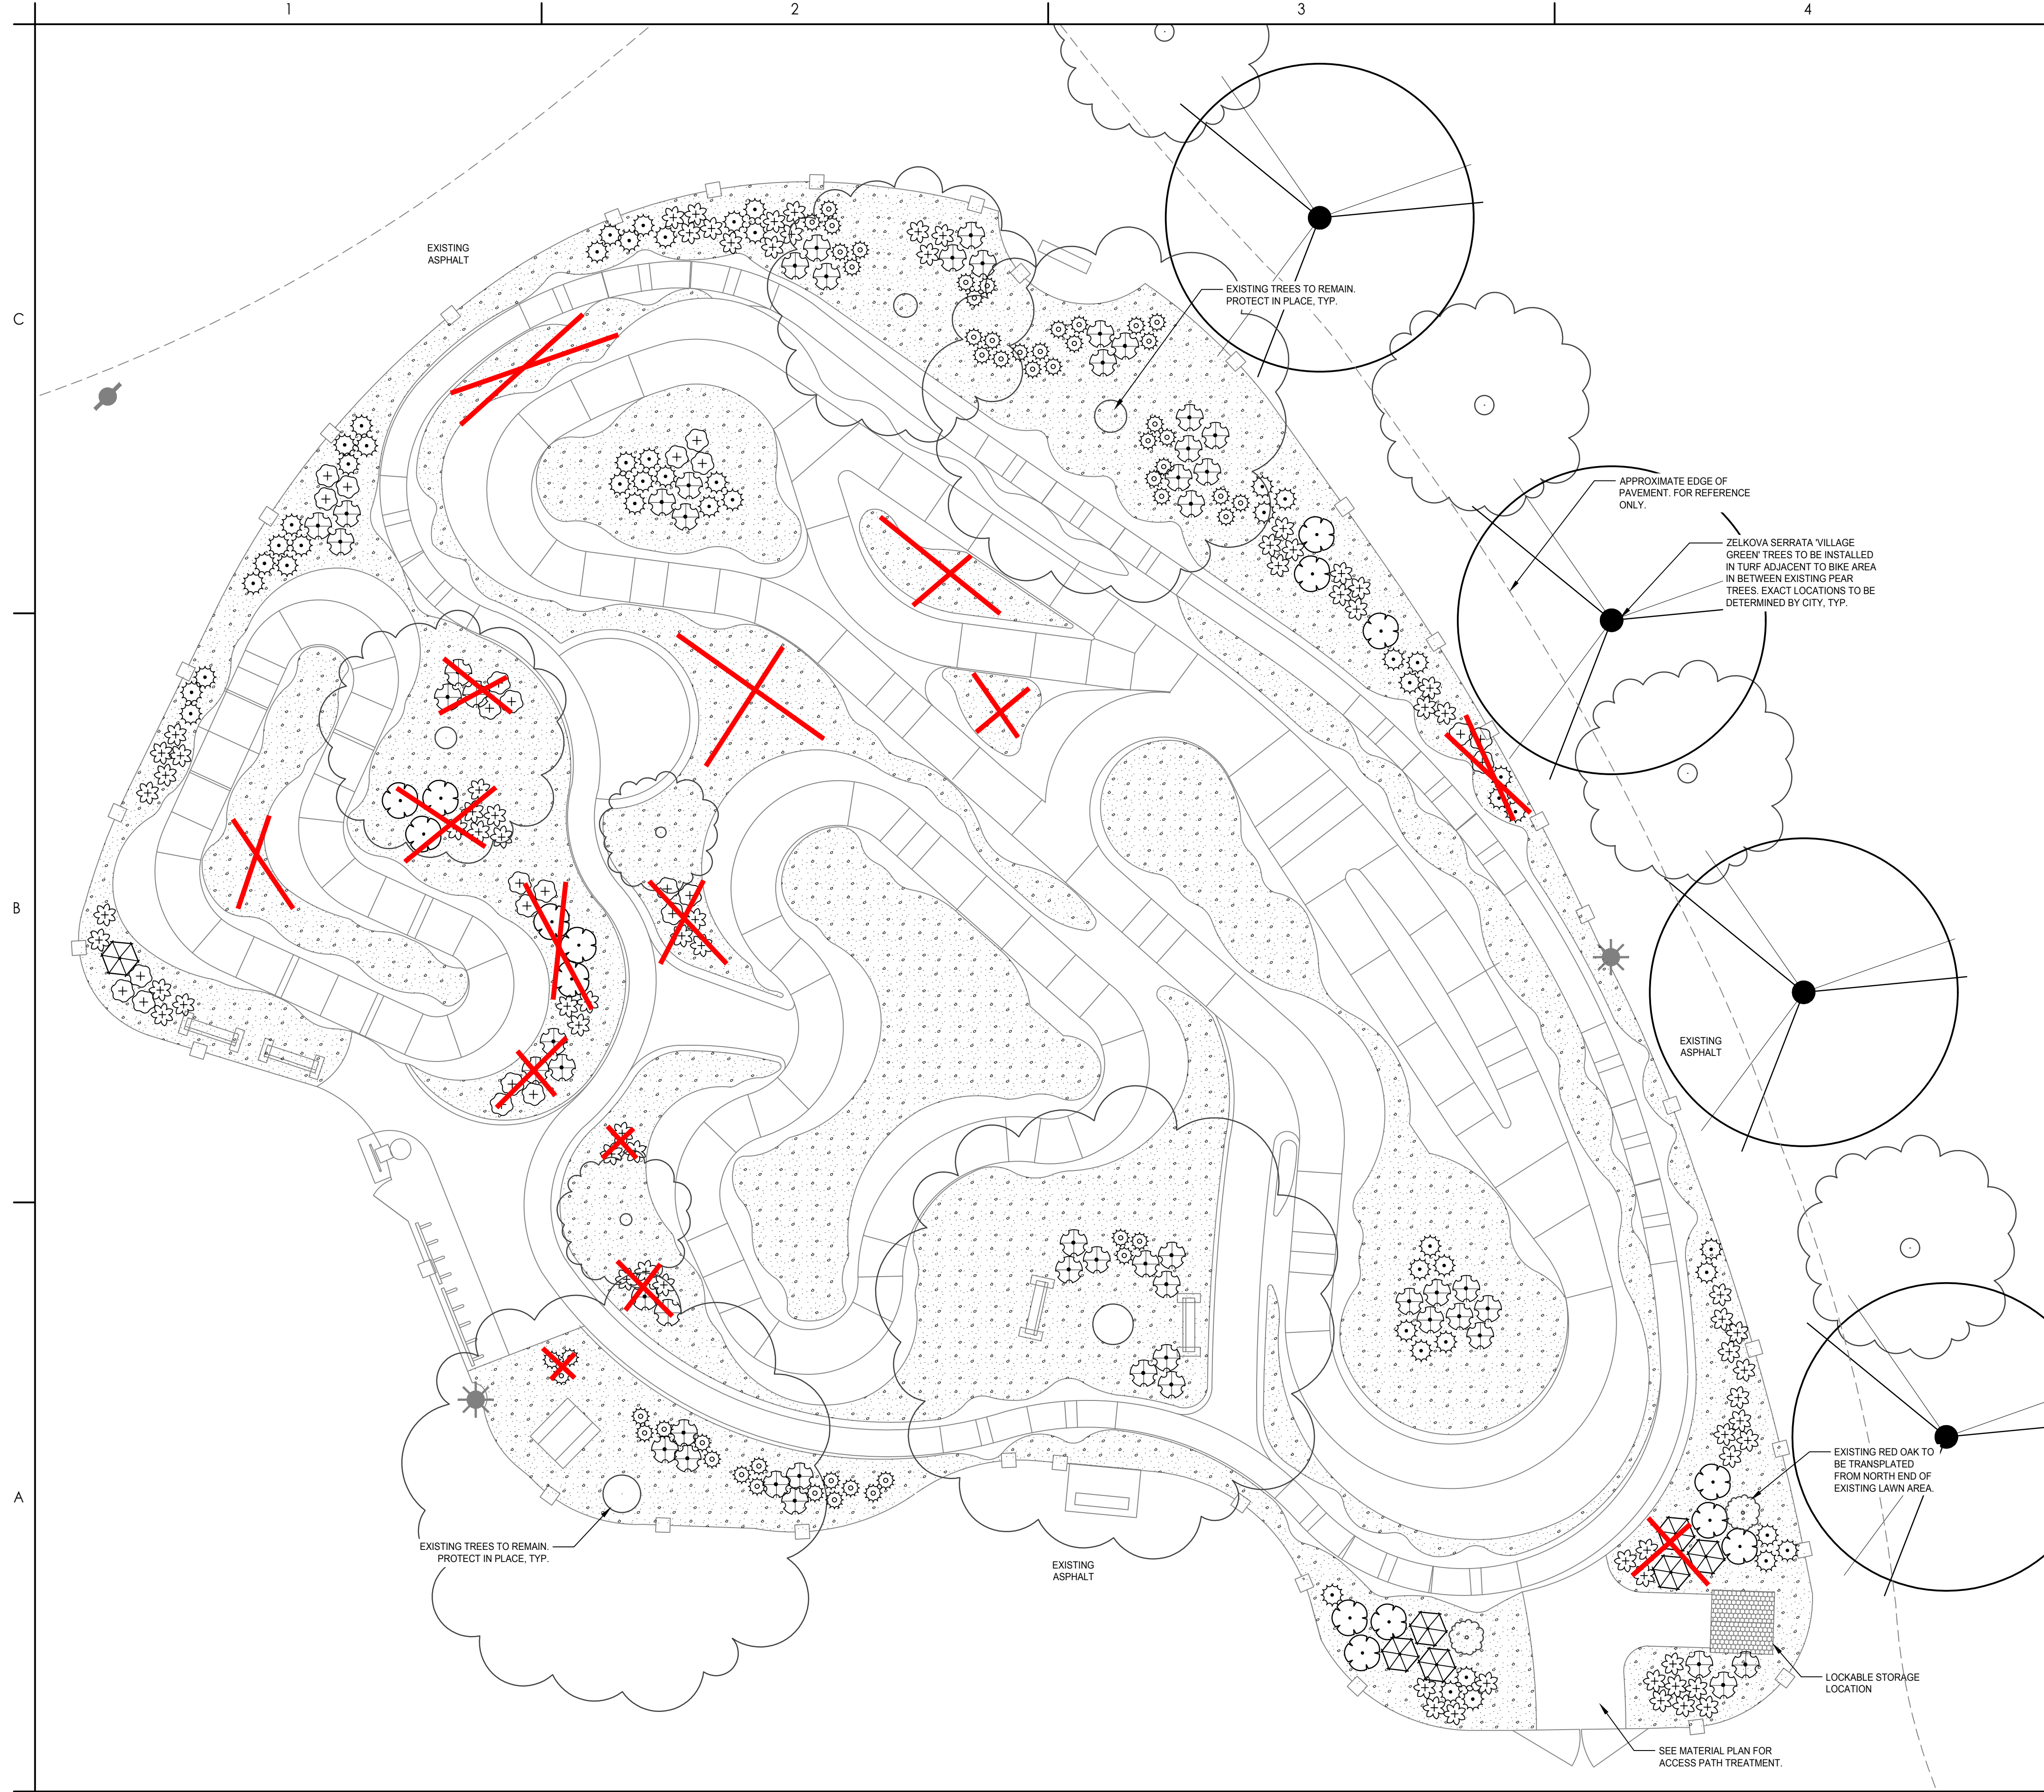 1
2
3
4
C
B
A
EXISTING
ASPHALT
EXISTING TREES TO REMAIN.
PROTECT IN PLACE, TYP.
APPROXIMATE EDGE OF
PAVEMENT. FOR REFERENCE
ONLY.
ZELKOVA SERRATA 'VILLAGE
GREEN' TREES TO BE INSTALLED
IN TURF ADJACENT TO BIKE AREA
IN BETWEEN EXISTING PEAR
TREES. EXACT LOCATIONS TO BE
DETERMINED BY CITY, TYP.
EXISTING
ASPHALT
EXISTING RED OAK TO
BE TRANSPLATED
FROM NORTH END OF
EXISTING LAWN AREA.
EXISTING TREES TO REMAIN.
PROTECT IN PLACE, TYP.
EXISTING
ASPHALT
LOCKABLE STORAGE
LOCATION
SEE MATERIAL PLAN FOR
ACCESS PATH TREATMENT.